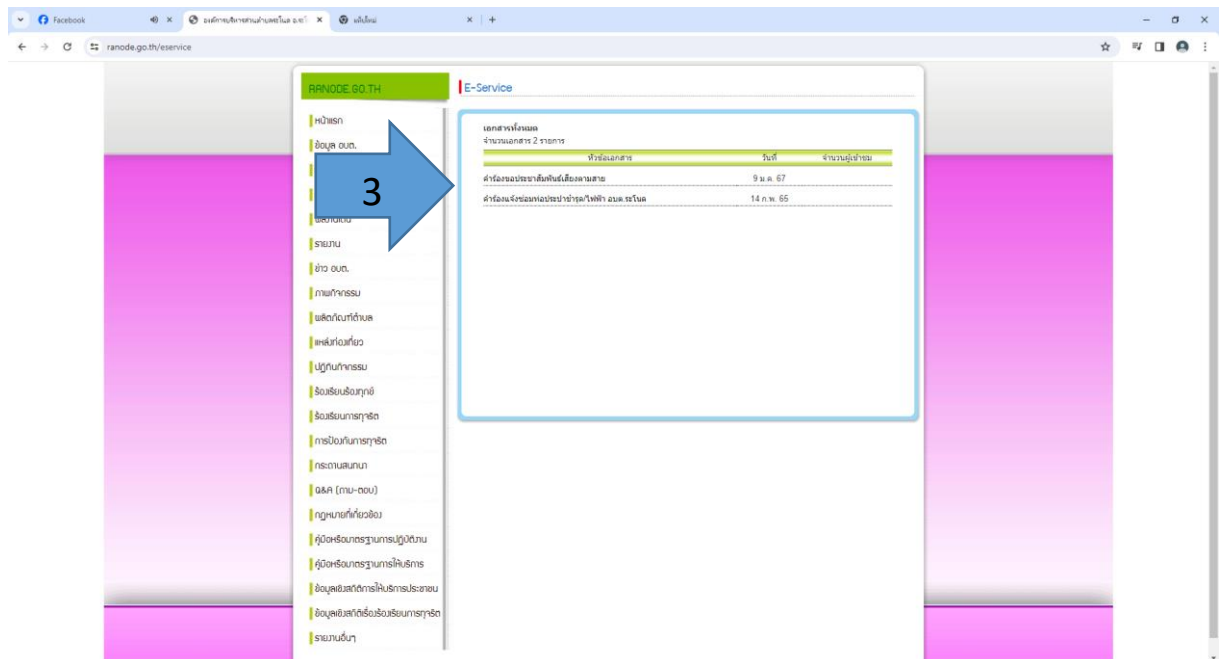 Facebook
แท็บใหม่
ranode.go.th/eservice
RANODE.GO.TH
หน้าแรก
ข้อมูล อบต.
รายงาน
ข่าว อบต.
ภาพกิจกรรม
ผลิตภัณฑ์ตำบล
แหล่งท่องเที่ยว
ปฏิทินกิจกรรม
ร้องเรียนร้องทุกข์
ร้องเรียนการทุจริต
การป้องกันการทุจริต
กระดานสนทนา
Q&A (ถาม-ตอบ)
กฎหมายที่เกี่ยวข้อง
คู่มือหรือมาตรฐานการปฏิบัติงาน
คู่มือหรือมาตรฐานการให้บริการ
ข้อมูลเชิงสถิติการให้บริการประชาชน
ข้อมูลเชิงสถิติเรื่องร้องเรียนการทุจริต
รายงานอื่นๆ
3
E-Service
เอกสารทั้งหมด
จำนวนเอกสาร 2 รายการ
หัวข้อเอกสาร วันที่ จำนวนผู้เข้าชม
คำร้องขอประชาสัมพันธ์เสียงตามสาย 9 ม.ค. 67
คำร้องแจ้งซ่อมท่อประปาชำรุด/ไฟฟ้า อบต.ระโนด 14 ก.พ. 65